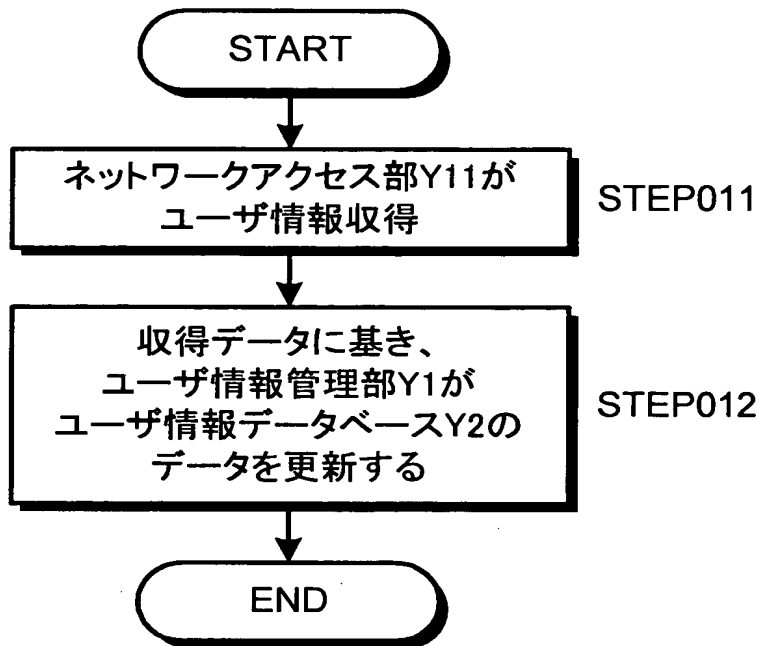 START
ネットワークアクセス部Y11が
ユーザ情報収得
STEP011
収得データに基き、
ユーザ情報管理部Y1が
ユーザ情報データベースY2の
データを更新する
STEP012
END